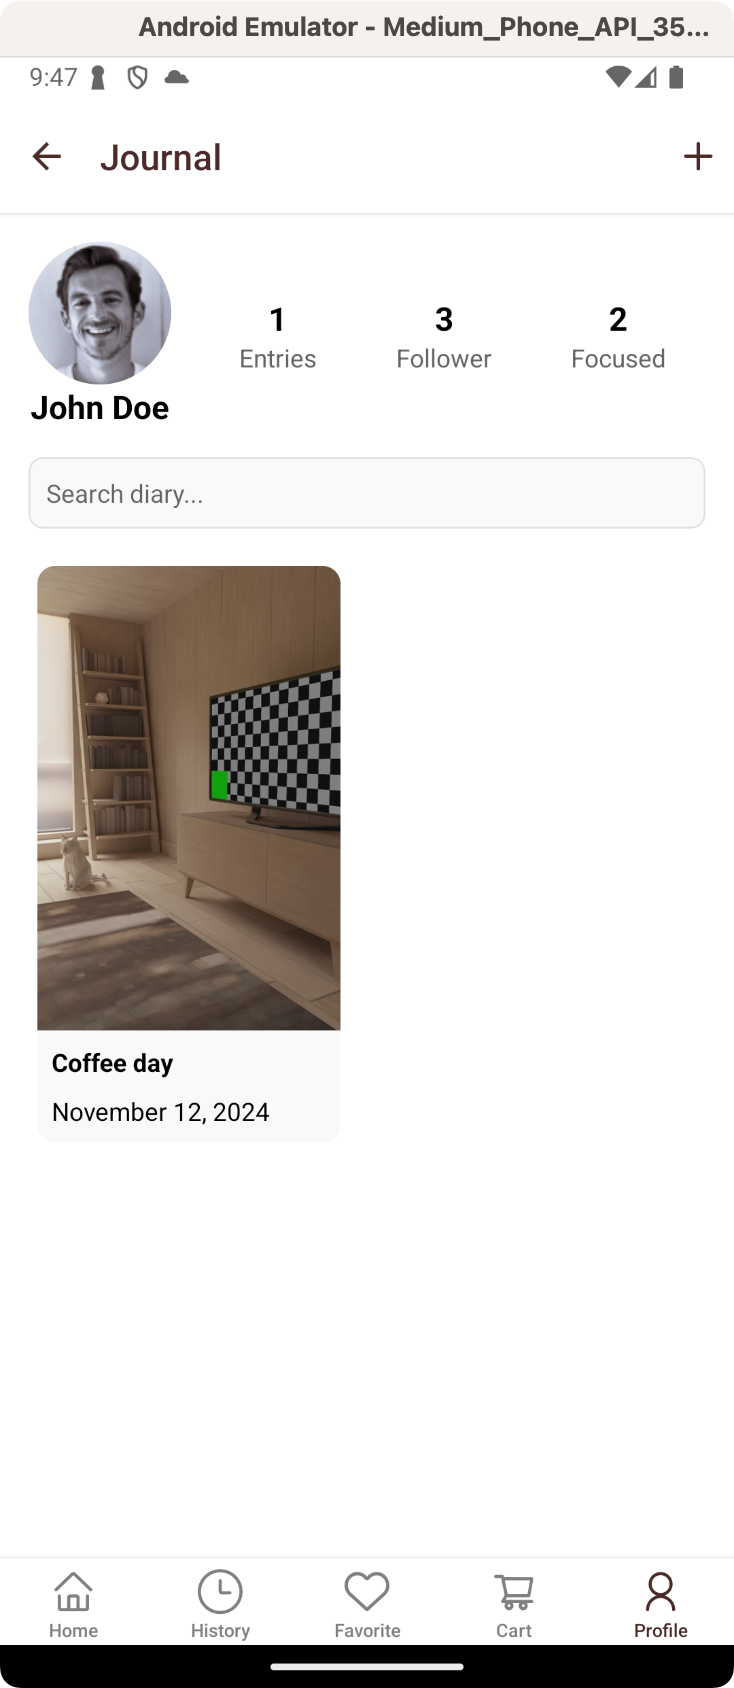 Android Emulator - Medium_Phone_API_35...
9:47
Journal
1 3 2
Entries Follower Focused
John Doe
Search diary...
Coffee day
November 12, 2024
Home History Favorite Cart Profile